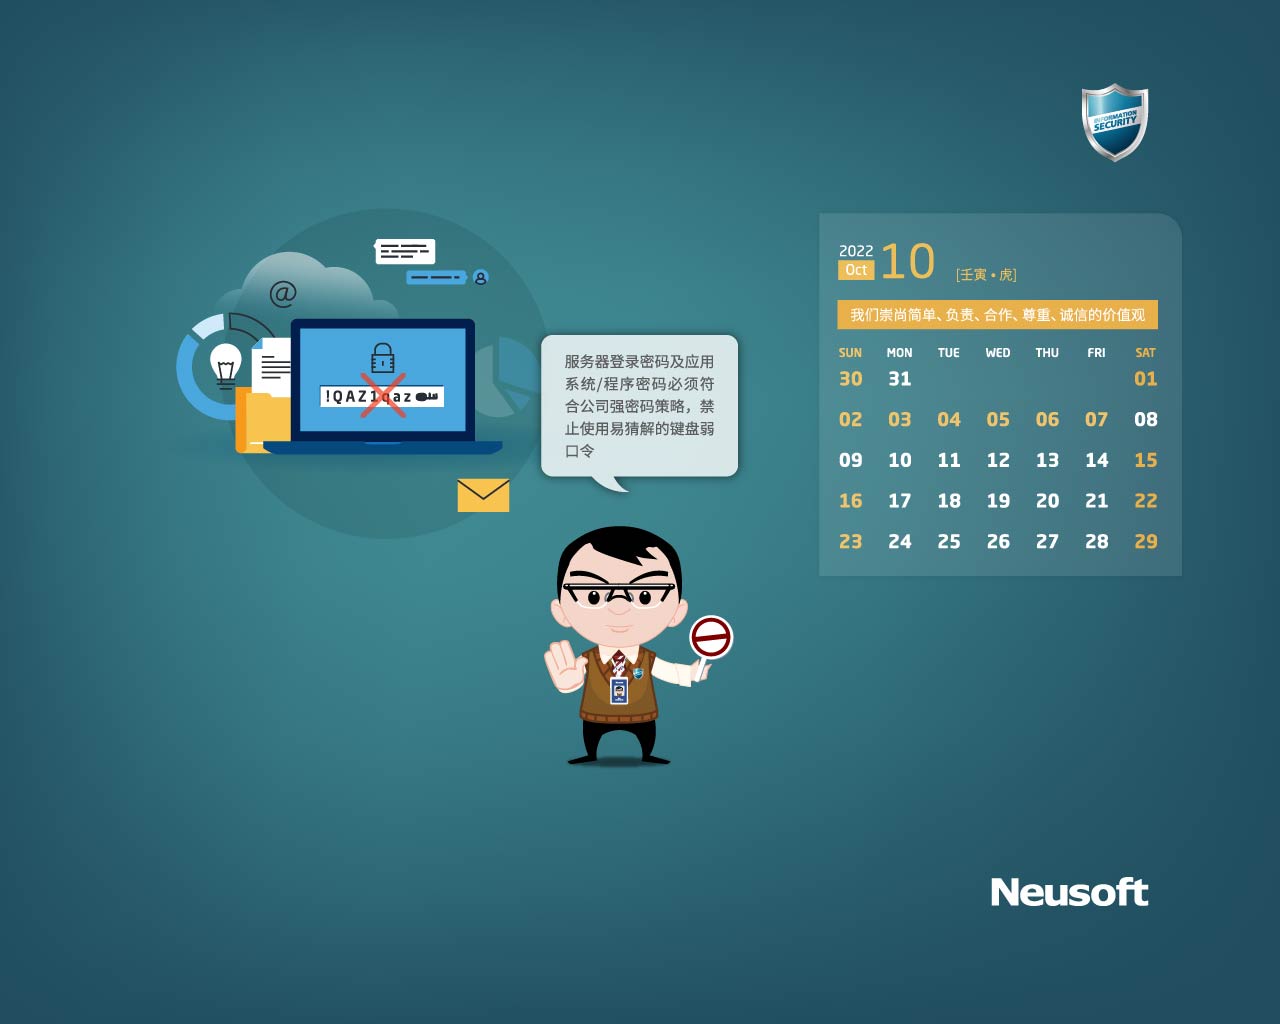 INFORMATION
SECURITY
2022
Oct
10
[壬寅 • 虎]
我们崇尚简单、负责、合作、尊重、诚信的价值观
SUN MON TUE WED THU FRI SAT
30 31 01
02 03 04 05 06 07 08
09 10 11 12 13 14 15
16 17 18 19 20 21 22
23 24 25 26 27 28 29
@
!QAZ1qaz
服务器登录密码及应用
系统/程序密码必须符
合公司强密码策略，禁
止使用易猜解的键盘弱
口令
Neusoft